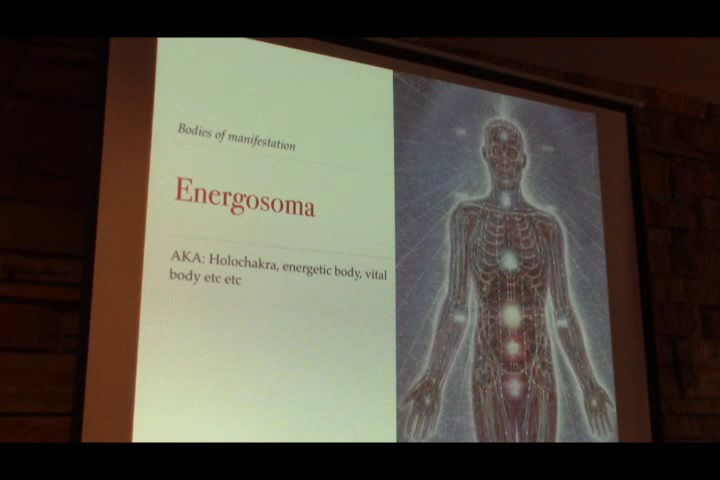 Bodies of manifestation
Energosoma
AKA: Holochakra, energetic body, vital
body etc etc